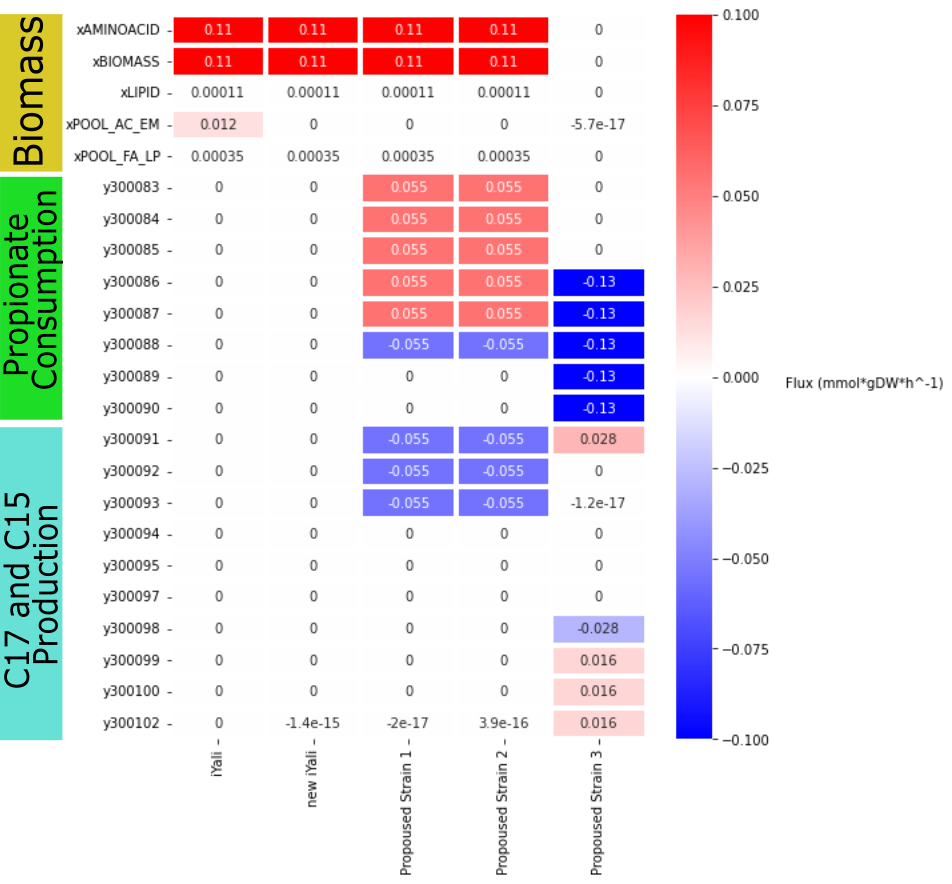 Biomass
xAMINOACID 0.11 0.11 0.11 0.11 0
xBIOMASS 0.11 0.11 0.11 0.11 0
xLIPID 0.00011 0.00011 0.00011 0.00011 0
xPOOL_AC_EM 0.012 0 0 0 -5.7e-17
xPOOL_FA_LP 0.00035 0.00035 0.00035 0.00035 0
Propionate
Consumption
y300083 0 0 0.055 0.055 0
y300084 0 0 0.055 0.055 0
y300085 0 0 0.055 0.055 0
y300086 0 0 0.055 0.055 -0.13
y300087 0 0 0.055 0.055 -0.13
y300088 0 0 -0.055 -0.055 -0.13
y300089 0 0 0 0 -0.13
y300090 0 0 0 0 -0.13
C17 and C15
Production
y300091 0 0 -0.055 -0.055 0.028
y300092 0 0 -0.055 -0.055 0
y300093 0 0 -0.055 -0.055 -1.2e-17
y300094 0 0 0 0 0
y300095 0 0 0 0 0
y300097 0 0 0 0 0
y300098 0 0 0 0 -0.028
y300099 0 0 0 0 0.016
y300100 0 0 0 0 0.016
y300102 0 -1.4e-15 -2e-17 3.9e-16 0.016
iYali
new iYali
Propoused Strain 1
Propoused Strain 2
Propoused Strain 3
0.100
0.075
0.050
0.025
0.000
−0.025
−0.050
−0.075
−0.100
Flux (mmol*gDW*h^-1)